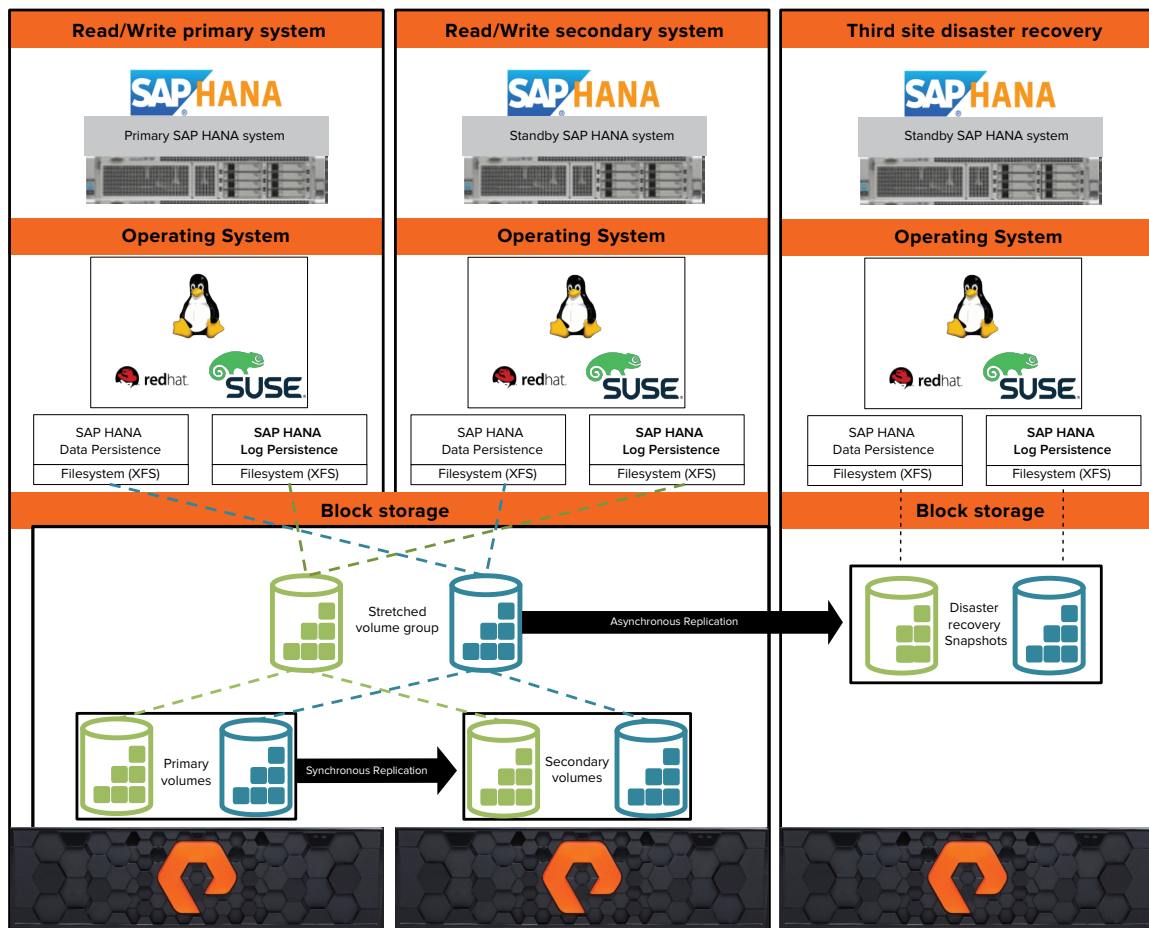 Read/Write primary system
SAP HANA
®
Primary SAP HANA system
Operating System
redhat.
SUSE®
SAP HANA
Data Persistence
Filesystem (XFS)
SAP HANA
Log Persistence
Filesystem (XFS)
Read/Write secondary system
SAP HANA
®
Standby SAP HANA system
Operating System
redhat.
SUSE®
SAP HANA
Data Persistence
Filesystem (XFS)
SAP HANA
Log Persistence
Filesystem (XFS)
Third site disaster recovery
SAP HANA
®
Standby SAP HANA system
Operating System
redhat.
SUSE®
SAP HANA
Data Persistence
Filesystem (XFS)
SAP HANA
Log Persistence
Filesystem (XFS)
Block storage
Stretched
volume group
Asynchronous Replication
Primary
volumes
Synchronous Replication
Secondary
volumes
Block storage
Disaster
recovery
Snapshots